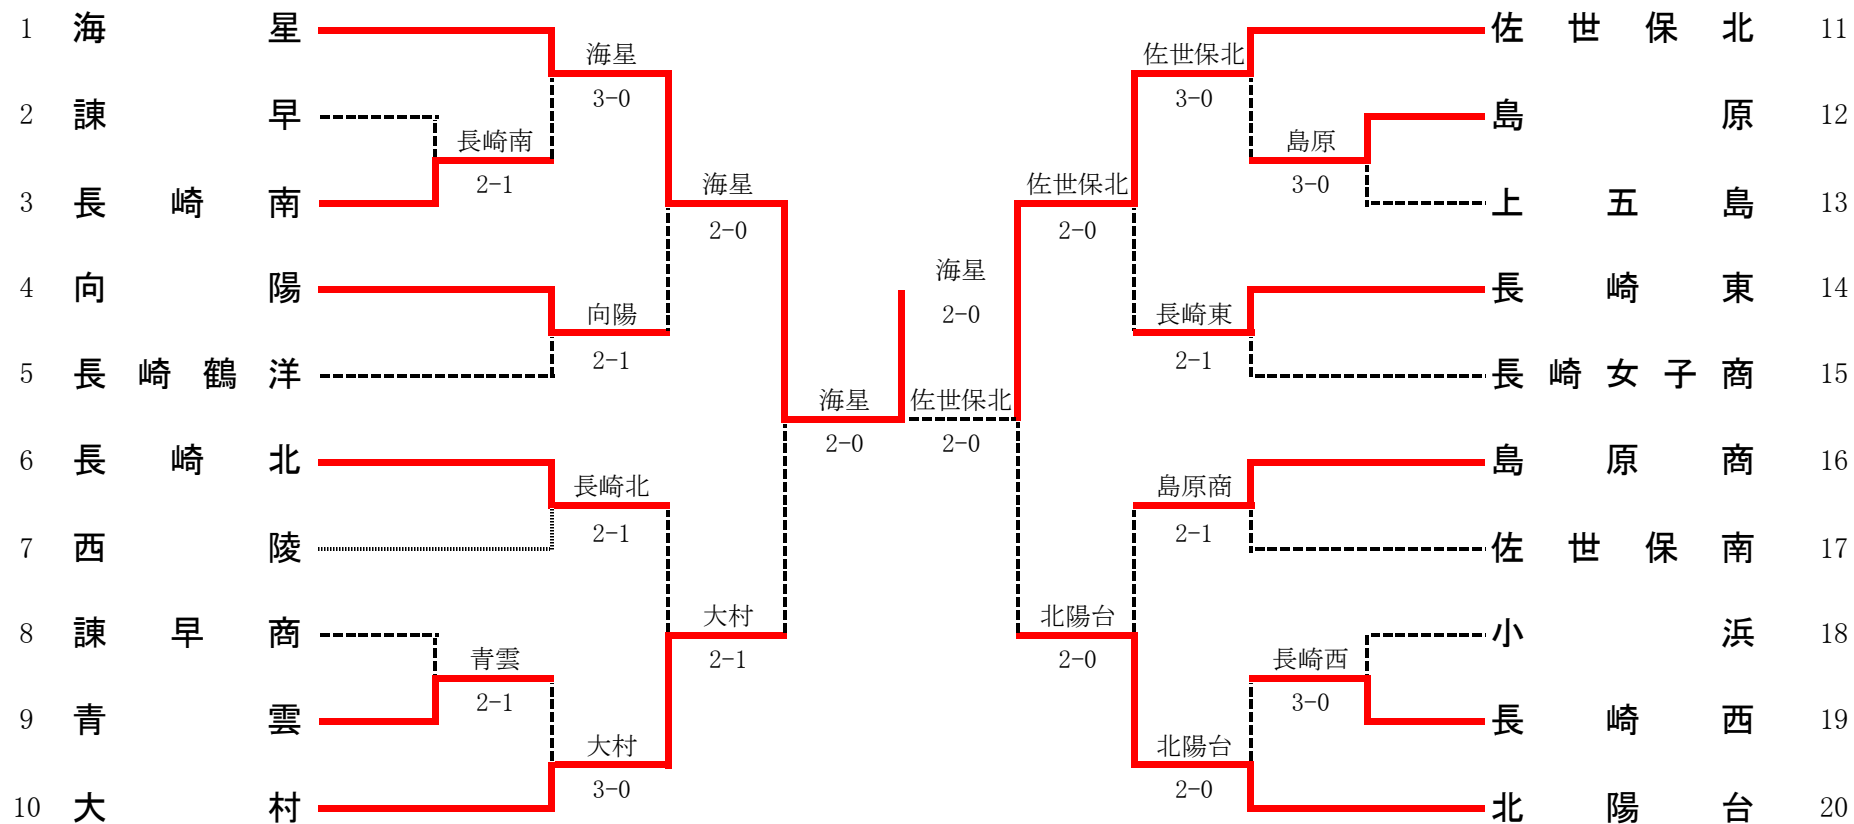 1 海星
2 諌早
3 長崎南
4 向陽
5 長崎鶴洋
6 長崎北
7 西陵
8 諌早商
9 青雲
10 大村
長崎南
2-1
青雲
2-1
海星
3-0
向陽
2-1
長崎北
2-1
大村
3-0
海星
2-0
大村
2-1
海星
2-0
海星
2-0
佐世保北
2-0
佐世保北
2-0
北陽台
2-0
佐世保北
3-0
長崎東
2-1
島原商
2-1
北陽台
2-0
島原
3-0
長崎西
3-0
佐世保北 11
島原 12
上五島 13
長崎東 14
長崎女子商 15
島原商 16
佐世保南 17
小浜 18
長崎西 19
北陽台 20